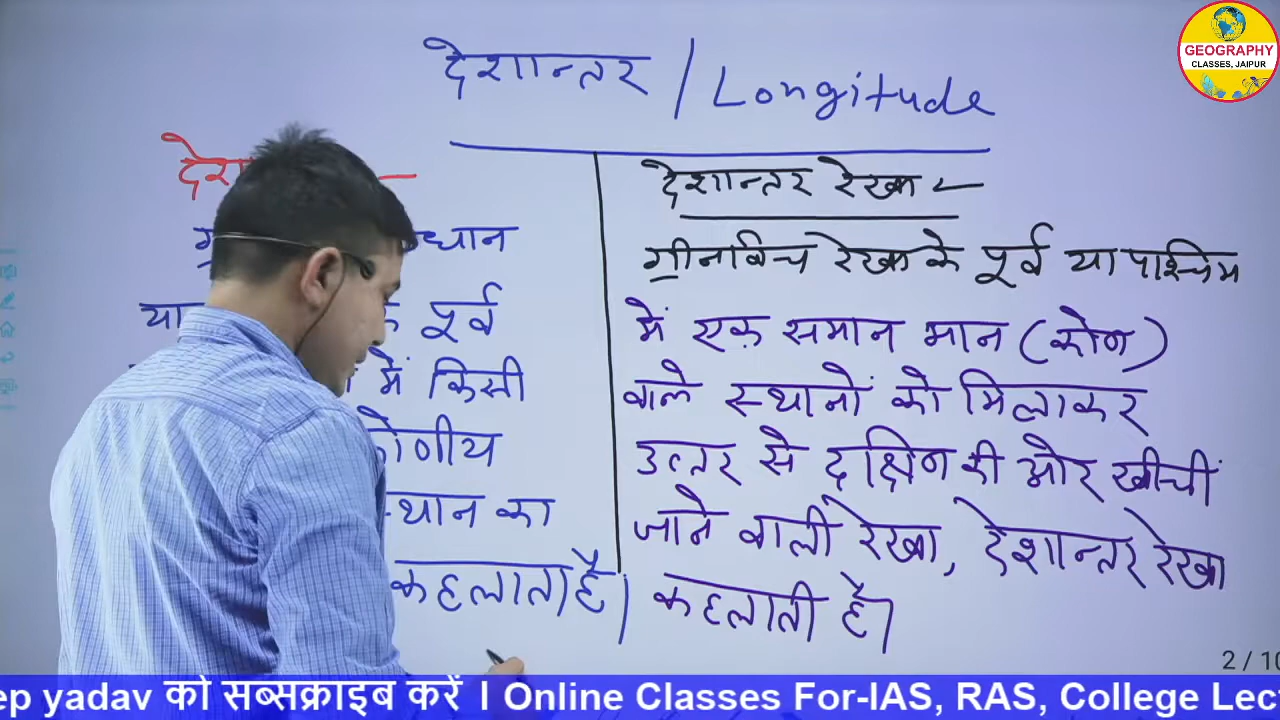 देशान्तर / Longitude
GEOGRAPHY
CLASSES, JAIPUR
देशान्तर रेखा -
ग्रीनविच रेखा के पूर्व या पश्चिम
में एक समान मान (कोण)
वाले स्थानों को मिलाकर
उत्तर से दक्षिण की ओर खींची
जाने वाली रेखा, देशान्तर रेखा
कहलाती है।
पूर्व
में किसी
का
कहलाता है।
2 / 10
yadav को सब्सक्राइब करें । Online Classes For-IAS, RAS, College